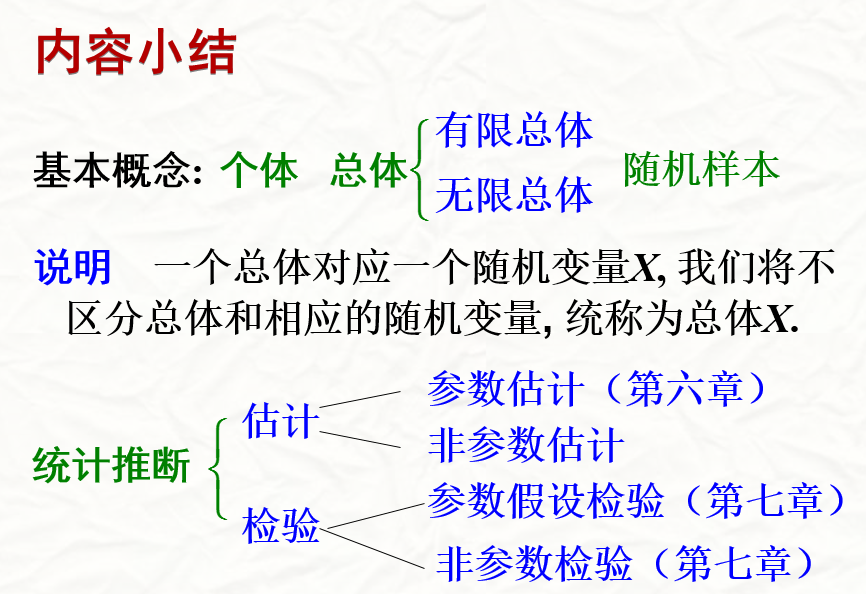 内容小结
有限总体
基本概念: 个体 总体 随机样本
无限总体
说明 一个总体对应一个随机变量X, 我们将不
区分总体和相应的随机变量, 统称为总体X.
参数估计（第六章）
估计
非参数估计
统计推断
参数假设检验（第七章）
检验
非参数检验（第七章）